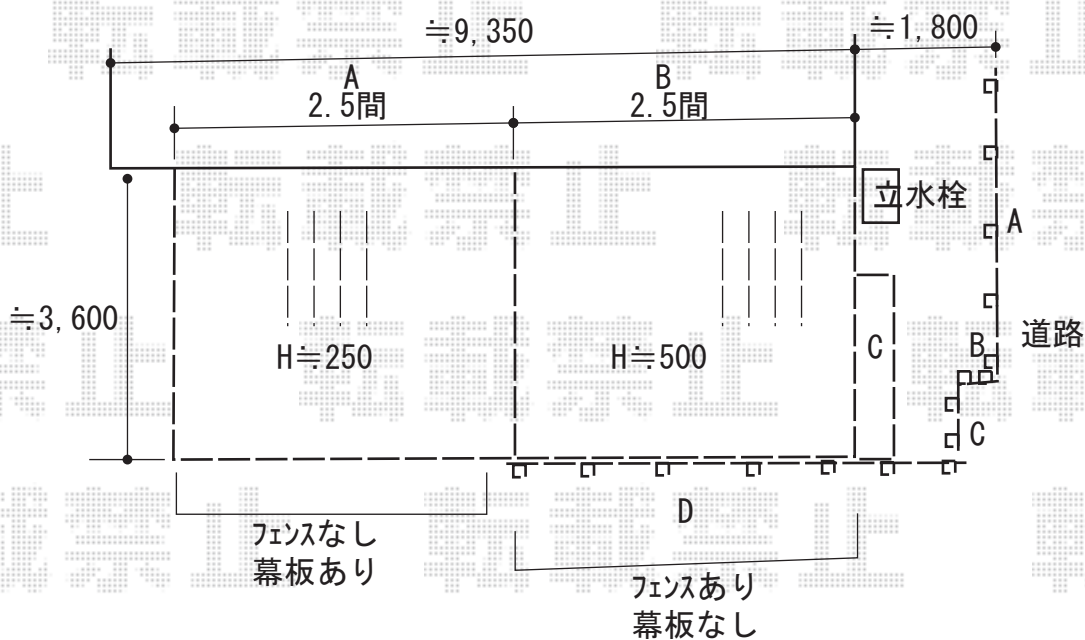 ≒9,350
≒1,800
A
B
2.5間
2.5間
立水栓
A
≒3,600
道路
H≒250
H≒500
C
B
C
D
フェンスなし
幕板あり
フェンスあり
幕板なし